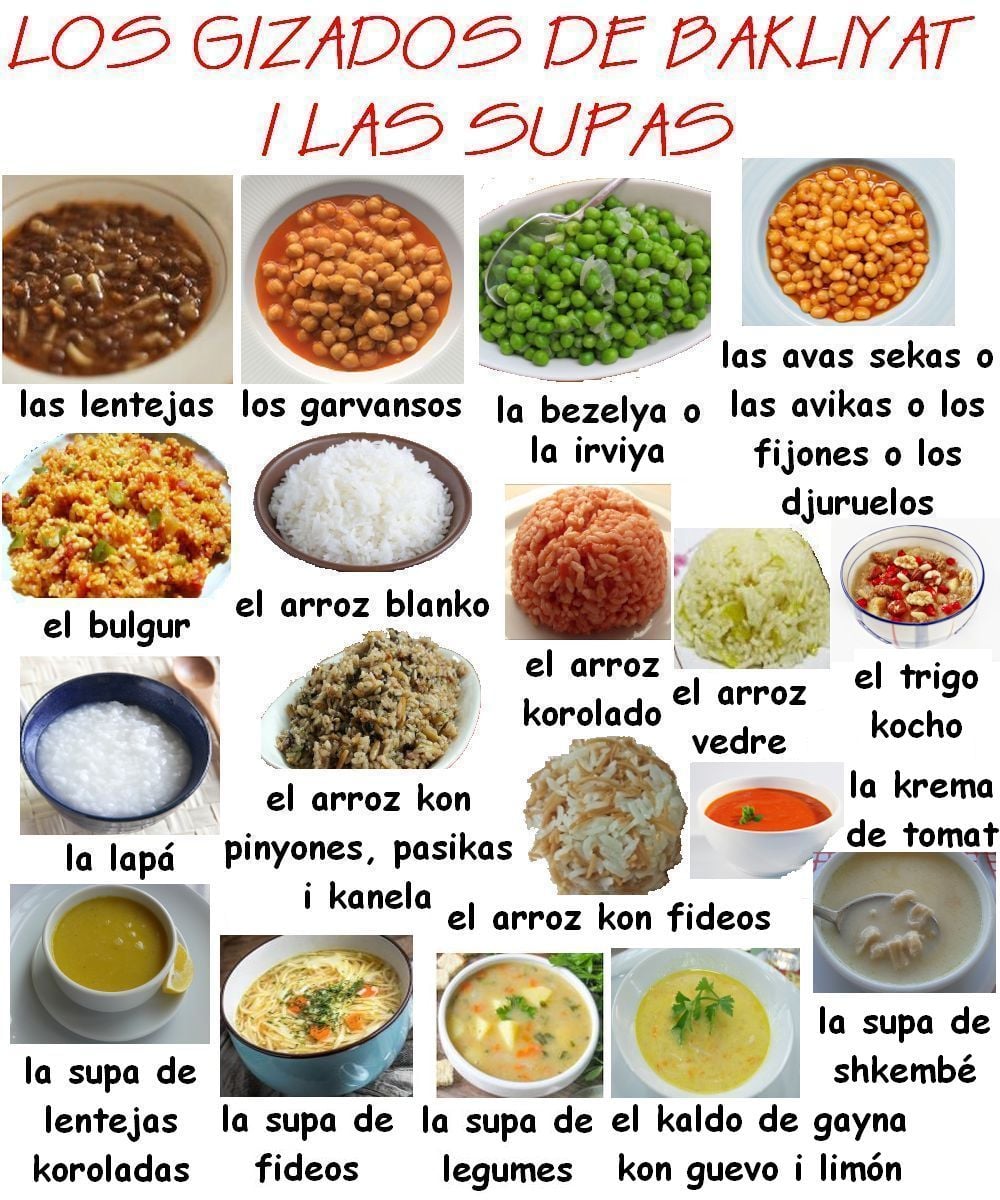 LOS GIZADOS DE BAKLIYAT
I LAS SUPAS
las lentejas
los garvansos
la bezelya o
la irviya
las avas sekas o
las avikas o los
fijones o los
djuruelos
el bulgur
el arroz blanko
el arroz
korolado
el arroz
vedre
el trigo
kocho
la lapá
el arroz kon
pinyones, pasikas
i kanela
el arroz kon fideos
la krema
de tomat
la supa de
lentejas
koroladas
la supa de
fideos
la supa de
legumes
el kaldo de gayna
kon guevo i limón
la supa de
shkembé